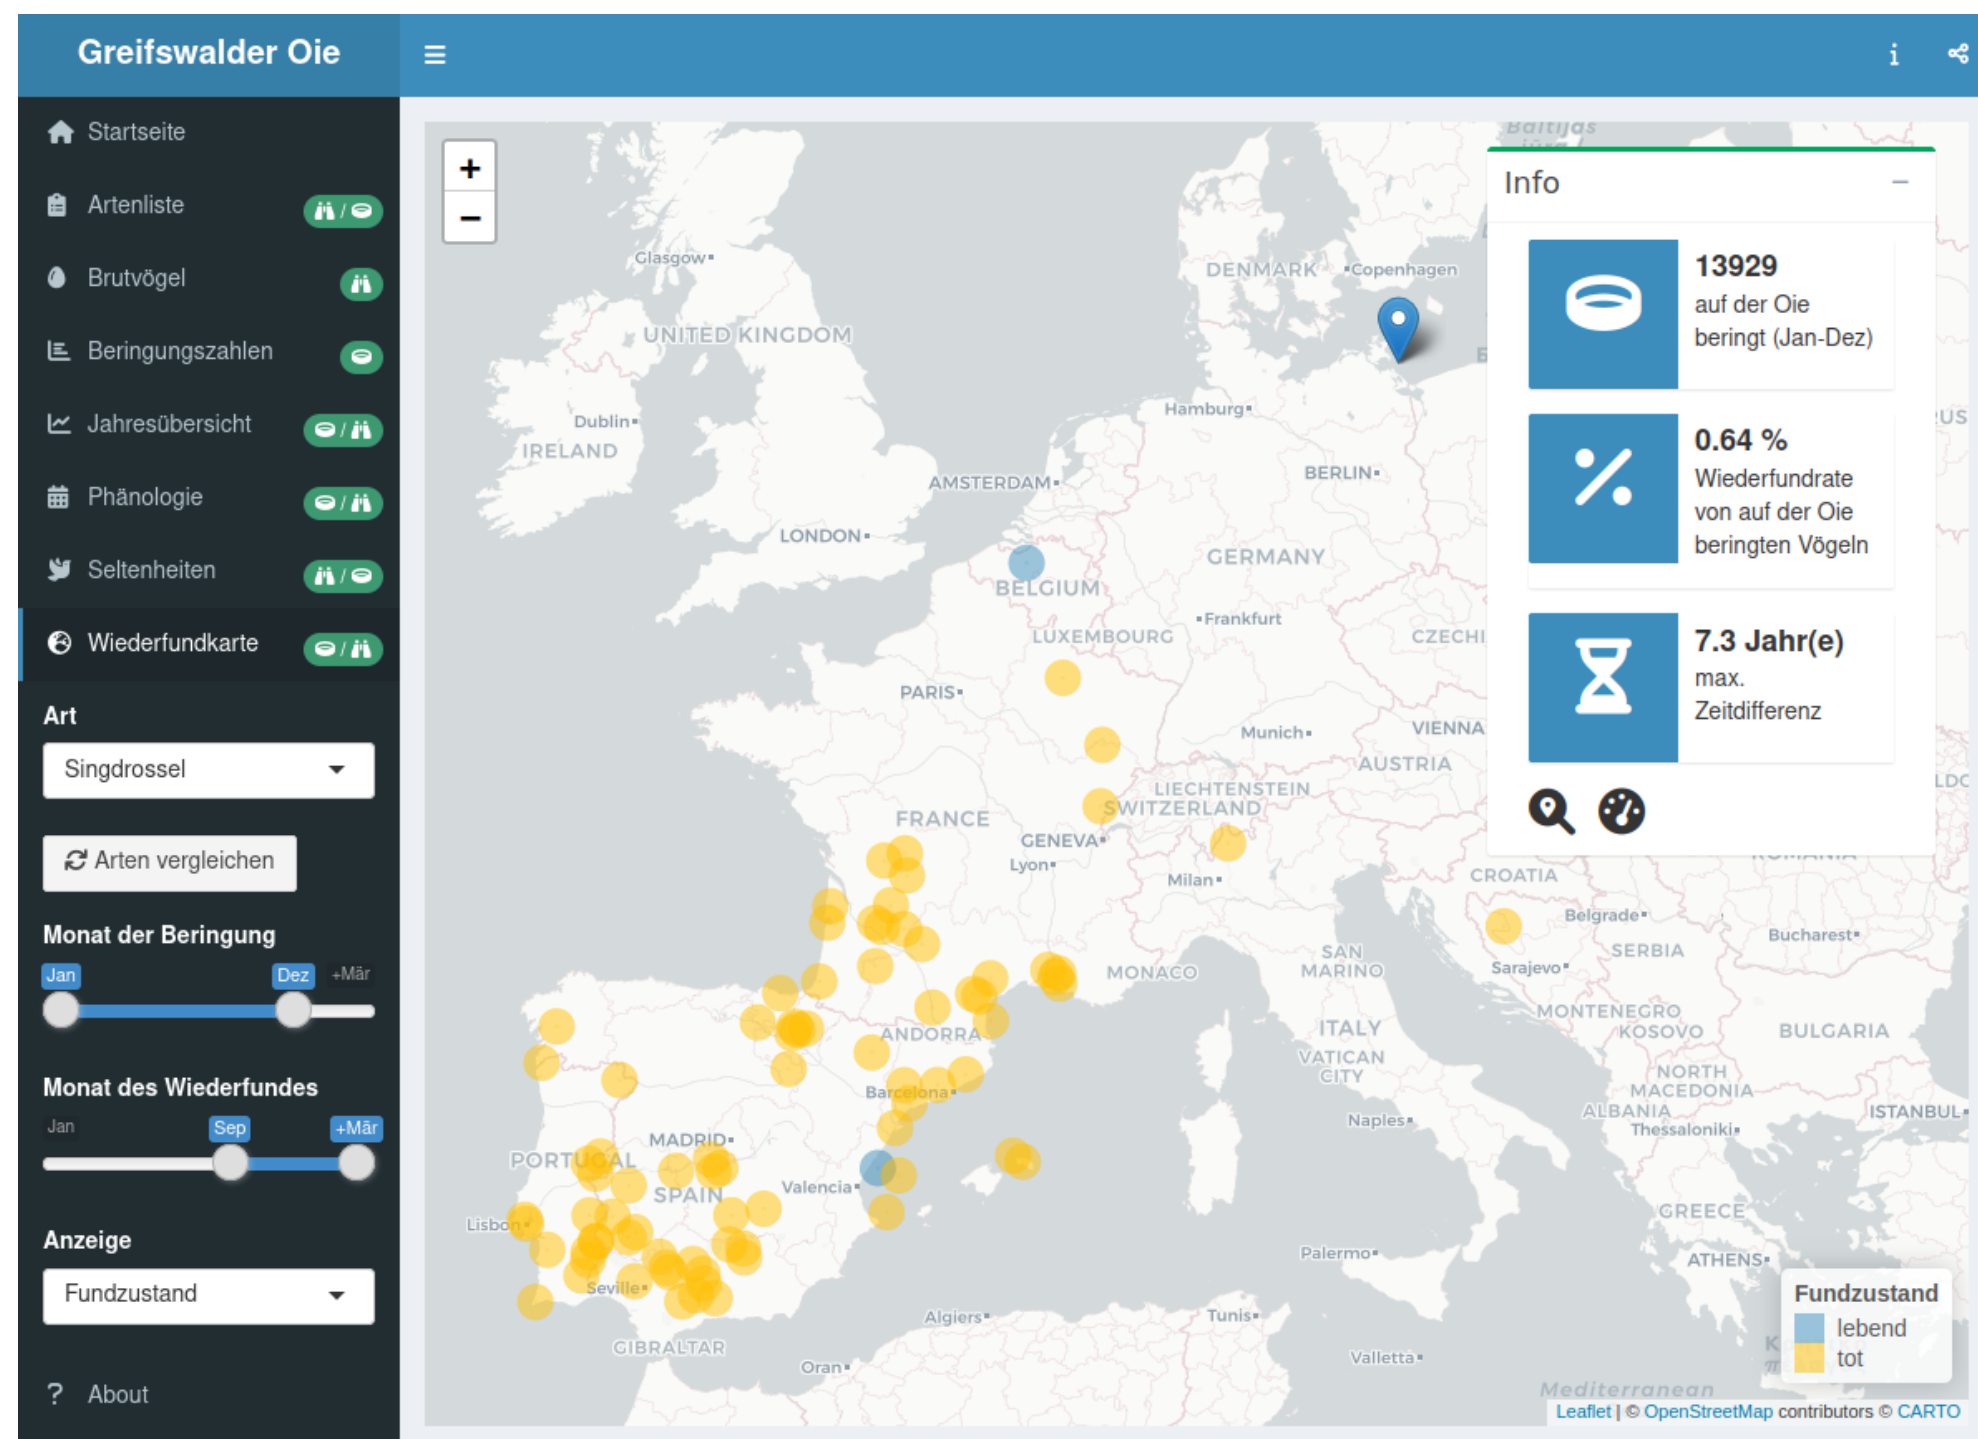 Greifswalder Oie
i
Startseite
Artenliste
/
Brutvögel
Beringungszahlen
Jahresübersicht
/
Phänologie
/
Seltenheiten
/
Wiederfundkarte
/
Art
Singdrossel
Arten vergleichen
Monat der Beringung
Jan Dez +Mär
Monat des Wiederfundes
Jan Sep +Mär
Anzeige
Fundzustand
? About
+
−
Baltijas
Glasgow
DENMARK Copenhagen
UNITED KINGDOM
Hamburg
Dublin
IRELAND
AMSTERDAM
BERLIN
LONDON
GERMANY
BELGIUM
Frankfurt
LUXEMBOURG
CZECHI
PARIS
Munich
VIENNA
AUSTRIA
LIECHTENSTEIN
SWITZERLAND
FRANCE
GENEVA
Lyon
Milan
CROATIA
Belgrade
Bucharest
SAN
MARINO
SERBIA
MONACO
Sarajevo
MONTENEGRO
KOSOVO
BULGARIA
ITALY
ANDORRA
VATICAN
CITY
NORTH
MACEDONIA
Barcelona
ALBANIA
ISTANBUL
Naples
Thessaloniki
MADRID
PORTUGAL
Valencia
SPAIN
Lisbon
GREECE
Palermo
ATHENS
Seville
Algiers
Tunis
GIBRALTAR
Oran
Valletta
Mediterranean
Info
−
13929
auf der Oie
beringt (Jan-Dez)
0.64 %
Wiederfundrate
von auf der Oie
beringten Vögeln
7.3 Jahr(e)
max.
Zeitdifferenz
Fundzustand
lebend
tot
Leaflet | © OpenStreetMap contributors © CARTO